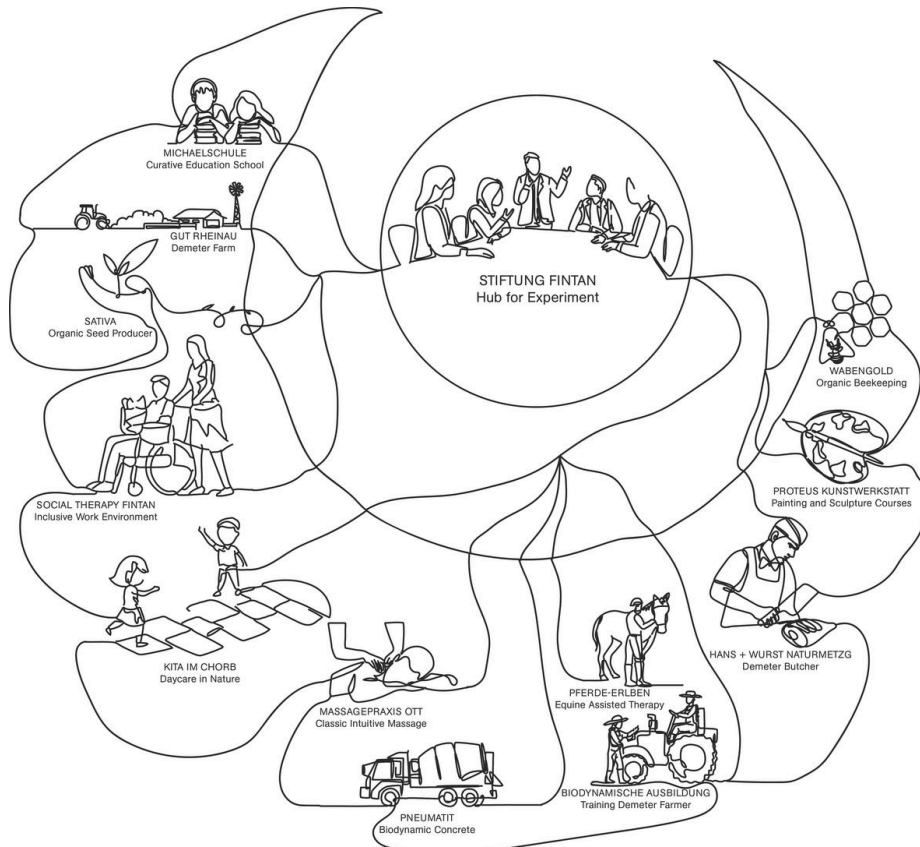 MICHAELSCHULE
Curative Education School
GUT RHEINAU
Demeter Farm
SATIVA
Organic Seed Producer
SOCIAL THERAPY FINTAN
Inclusive Work Environment
KITA IM CHORB
Daycare in Nature
MASSAGEPRAXIS OTT
Classic Intuitive Massage
PNEUMATIT
Biodynamic Concrete
STIFTUNG FINTAN
Hub for Experiment
PFERDE-ERLBEN
Equine Assisted Therapy
BIODYNAMISCHE AUSBILDUNG
Training Demeter Farmer
HANS + WURST NATURMETZG
Demeter Butcher
PROTEUS KUNSTWERKSTATT
Painting and Sculpture Courses
WABENGOLD
Organic Beekeeping